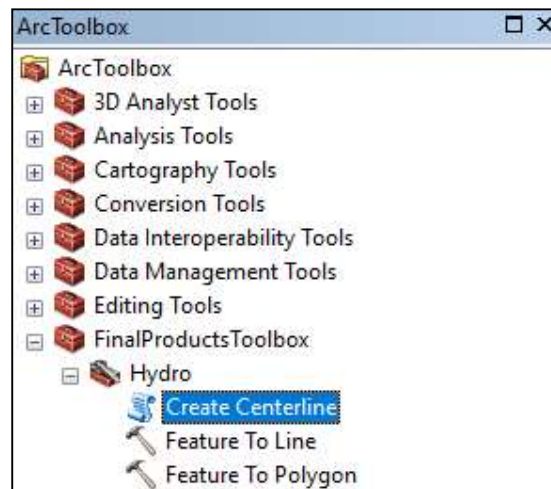 ArcToolbox
ArcToolbox
3D Analyst Tools
Analysis Tools
Cartography Tools
Conversion Tools
Data Interoperability Tools
Data Management Tools
Editing Tools
FinalProductsToolbox
Hydro
Create Centerline
Feature To Line
Feature To Polygon